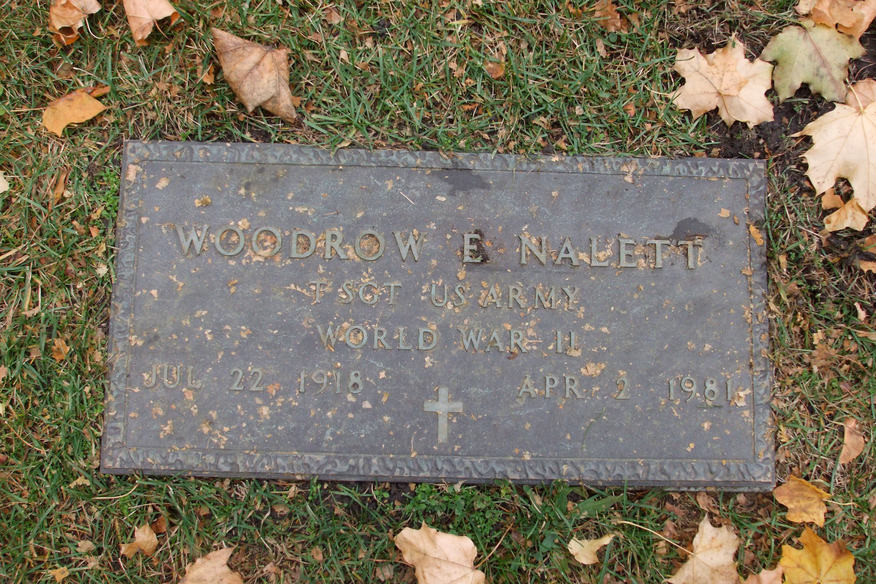 WOODROW E NALETT
T SGT US ARMY
WORLD WAR II
JUL 22 1918 APR 2 1981